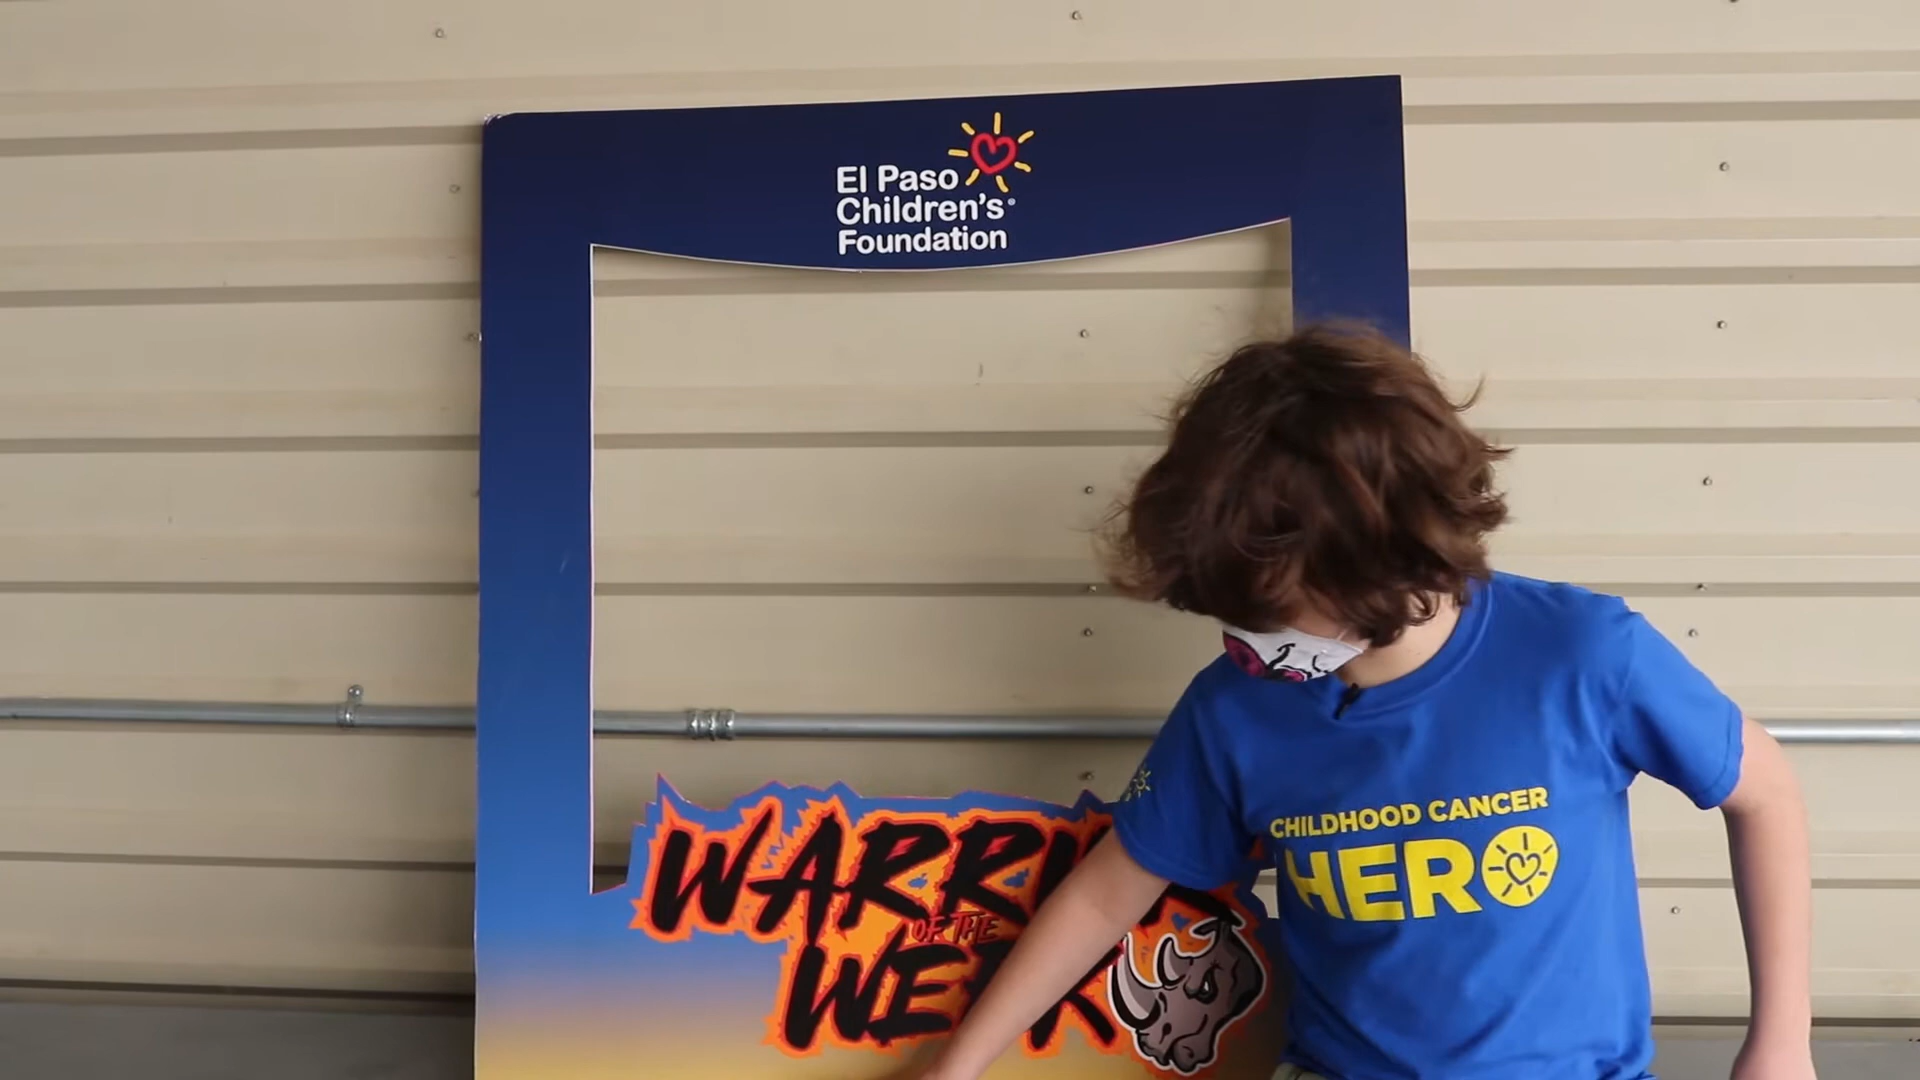 El Paso
Children's®
Foundation
OF THE
CHILDHOOD CANCER
HERO